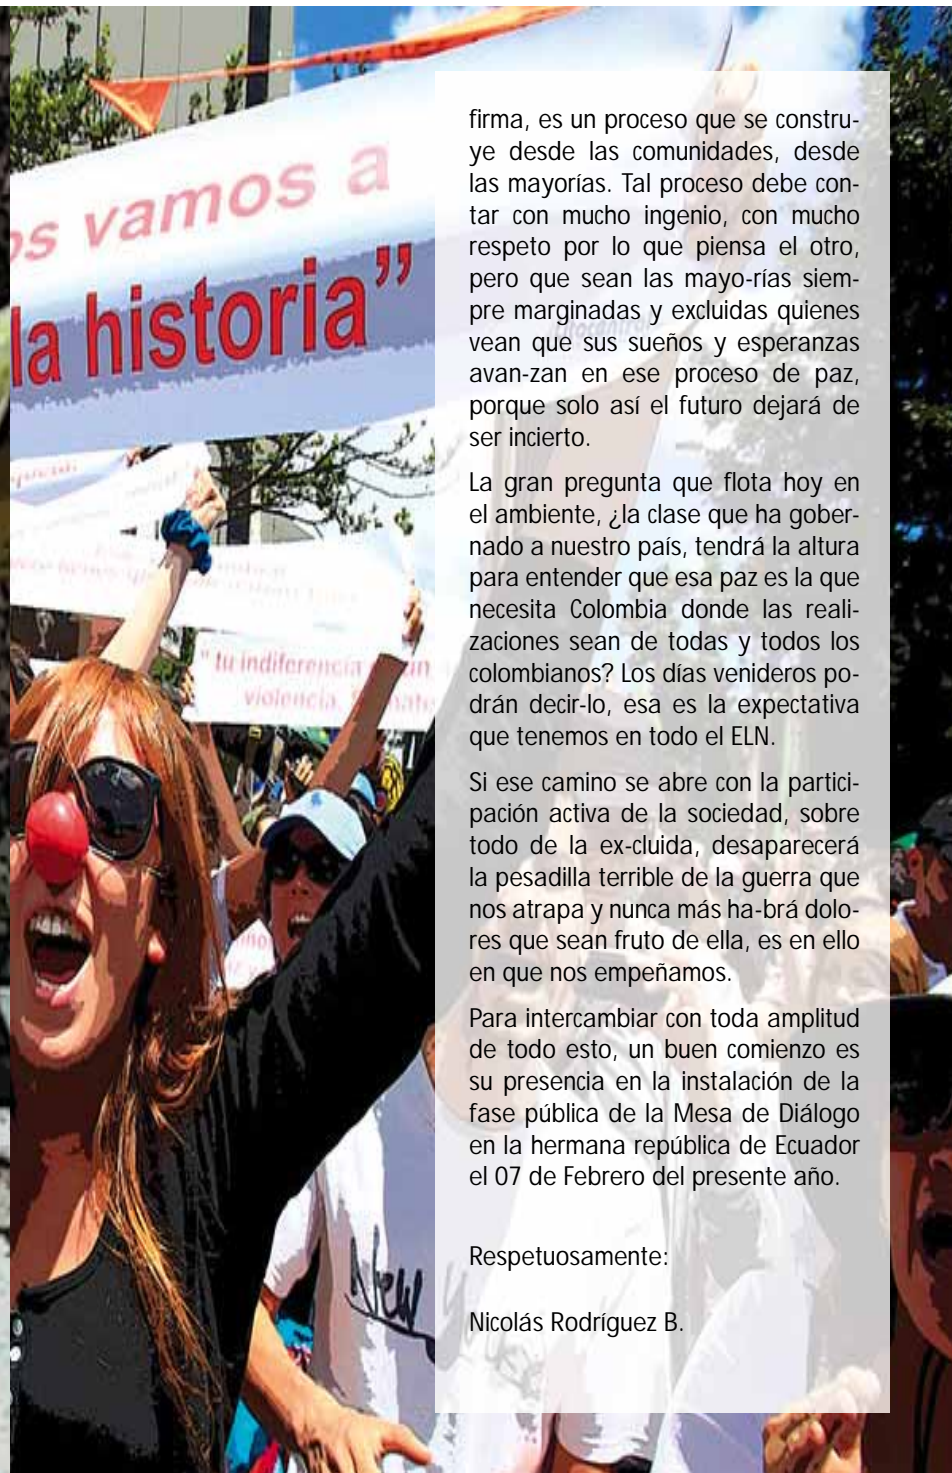 os vamos a
la historia”
“ tu indiferencia
violencia.
New
firma, es un proceso que se constru-
ye desde las comunidades, desde
las mayorías. Tal proceso debe con-
tar con mucho ingenio, con mucho
respeto por lo que piensa el otro,
pero que sean las mayo-rías siem-
pre marginadas y excluidas quienes
vean que sus sueños y esperanzas
avan-zan en ese proceso de paz,
porque solo así el futuro dejará de
ser incierto.
La gran pregunta que flota hoy en
el ambiente, ¿la clase que ha gober-
nado a nuestro país, tendrá la altura
para entender que esa paz es la que
necesita Colombia donde las reali-
zaciones sean de todas y todos los
colombianos? Los días venideros po-
drán decir-lo, esa es la expectativa
que tenemos en todo el ELN.
Si ese camino se abre con la partici-
pación activa de la sociedad, sobre
todo de la ex-cluida, desaparecerá
la pesadilla terrible de la guerra que
nos atrapa y nunca más ha-brá dolo-
res que sean fruto de ella, es en ello
en que nos empeñamos.
Para intercambiar con toda amplitud
de todo esto, un buen comienzo es
su presencia en la instalación de la
fase pública de la Mesa de Diálogo
en la hermana república de Ecuador
el 07 de Febrero del presente año.
Respetuosamente:
Nicolás Rodríguez B.